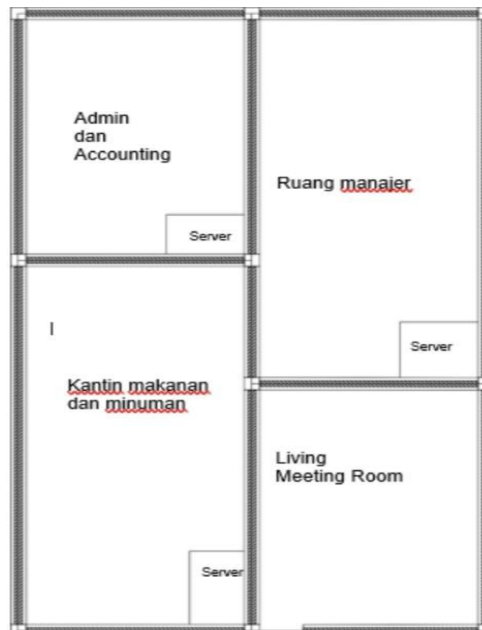 Admin
dan
Accounting
Server
Ruang manajer
Server
Kantin makanan
dan minuman
Server
Living
Meeting Room